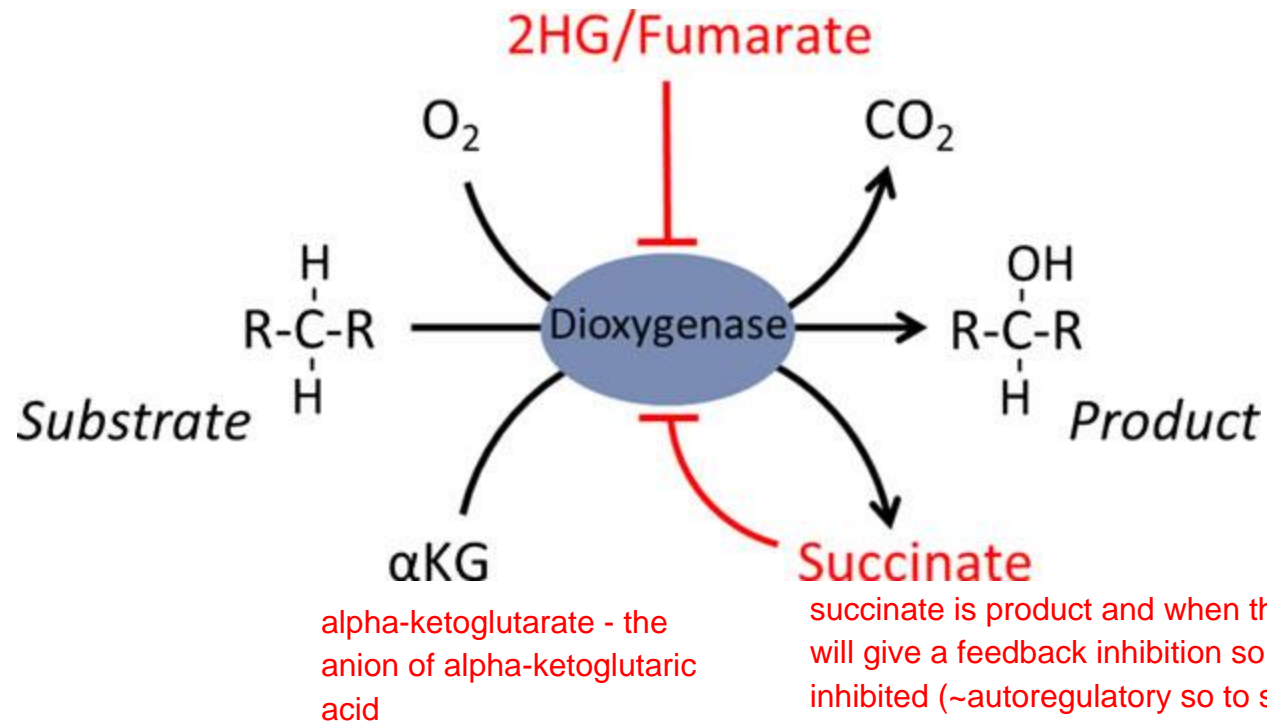 2HG/Fumarate
O₂
CO₂
H
R-C-R
H
Substrate
Dioxygenase
OH
R-C-R
H
Product
αKG
Succinate
alpha-ketoglutarate - the
anion of alpha-ketoglutaric
acid
succinate is product and when
will give a feedback inhibition so
inhibited (~autoregulatory so to